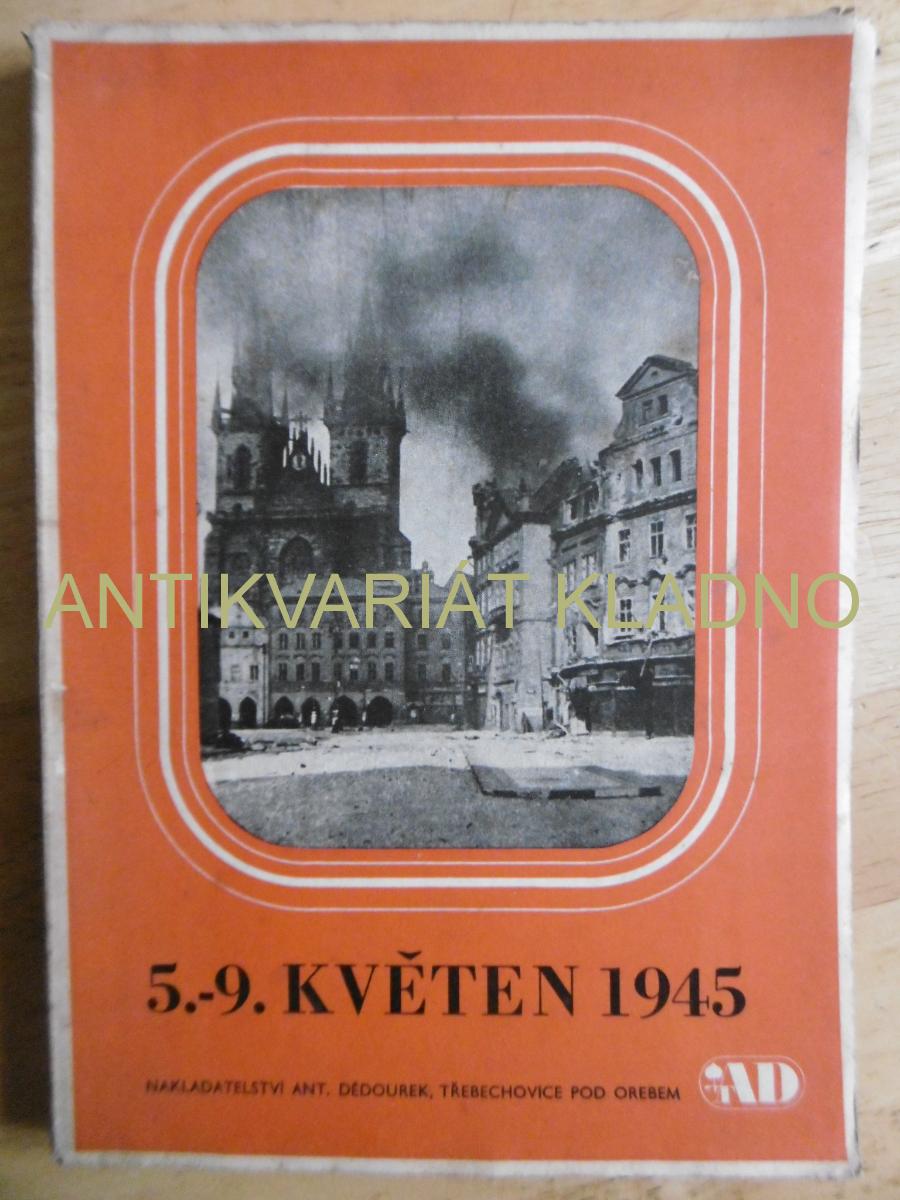 ANTIKVARIÁT KLADNO
5.-9. KVĚTEN 1945
NAKLADATELSTVÍ ANT. DĚDOUREK, TŘEBECHOVICE POD OREBEM
AD